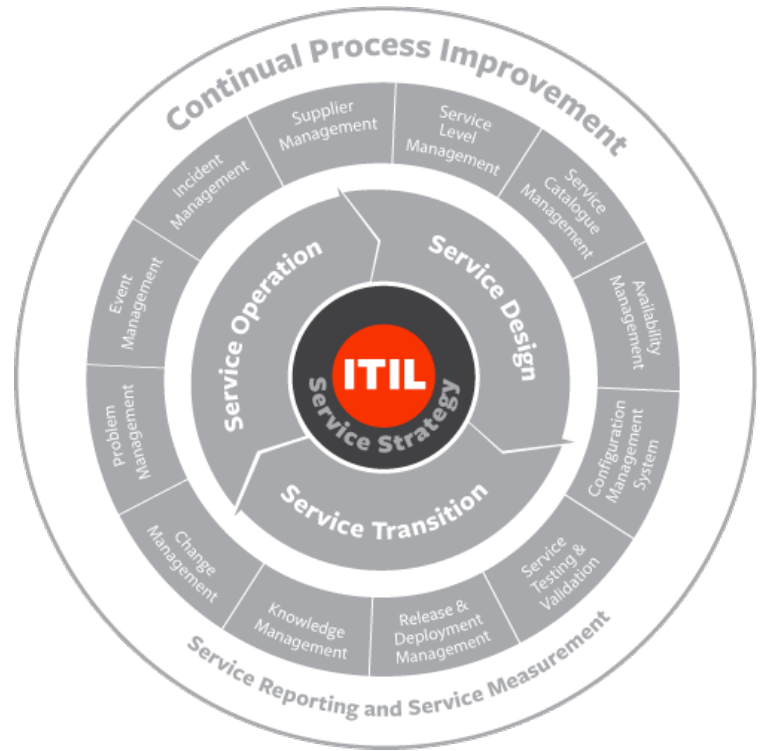 Continual Process Improvement
Supplier
Management
Service
Level
Management
Service
Catalogue
Management
Availability
Management
Configuration
Management
System
Service
Testing &
Validation
Release &
Deployment
Management
Knowledge
Management
Change
Management
Problem
Management
Event
Management
Incident
Management
Service Operation
Service Design
Service Transition
ITIL
Service Strategy
Service Reporting and Service Measurement